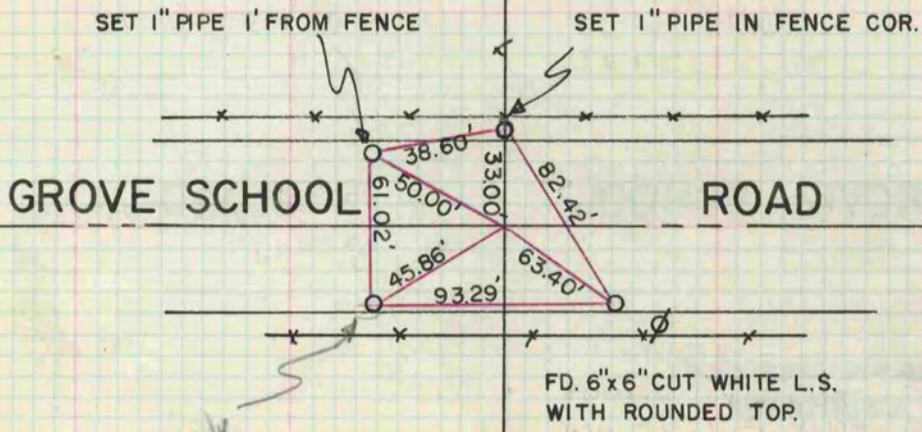 SET 1" PIPE 1' FROM FENCE
SET 1" PIPE IN FENCE COR.
38.60'
33.00'
82.42'
GROVE SCHOOL ROAD
61.02'
50.00'
45.86'
63.40'
93.29'
FD. 6"x 6" CUT WHITE L.S.
WITH ROUNDED TOP.